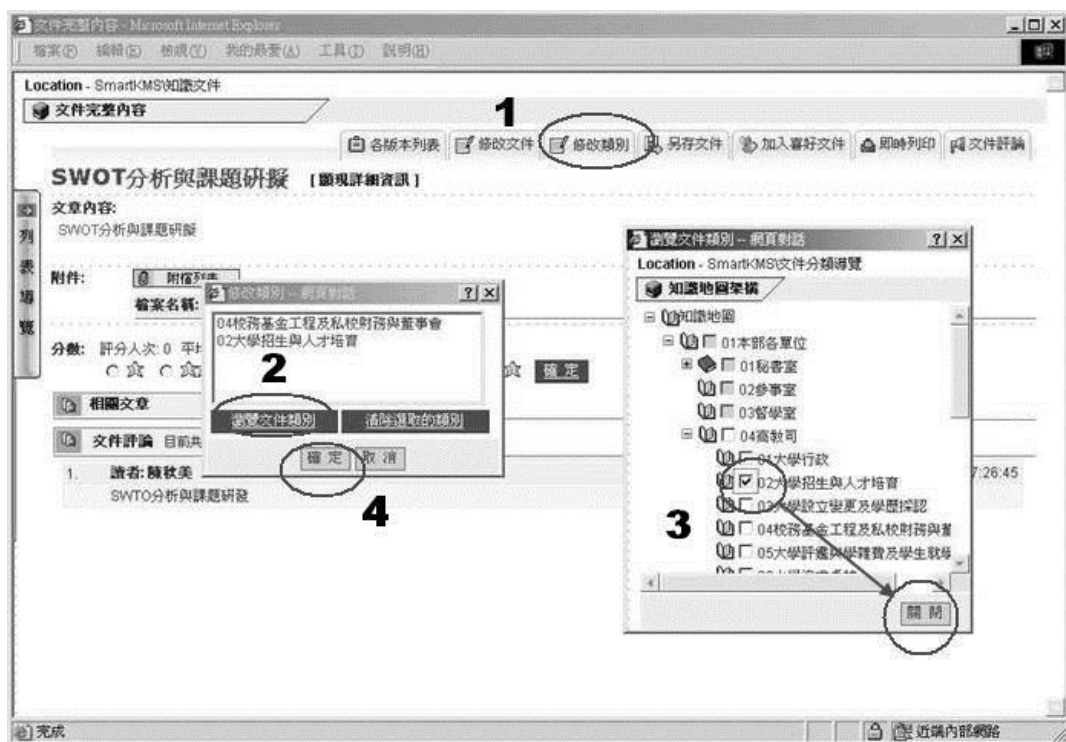 文件完整內容 - Microsoft Internet Explorer
檔案(F) 編輯(E) 檢視(V) 我的最愛(A) 工具(T) 說明(H)
Location - SmartKMS\知識文件
文件完整內容
1
各版本列表 修改文件 修改類別 另存文件 加入喜好文件 即時列印 文件評論
SWOT分析與課題研擬 [顯現詳細資訊]
列表導覽
文章內容:
SWOT分析與課題研擬
附件: 附檔列表
檔案名稱:
分數: 評分人次: 0
確定
相關文章
文件評論 目前共
1. 讀者: 陳秋美
7:26:45
SWTO分析與課題研發
修改類別 -- 網頁對話
04校務基金工程及私校財務與董事會
02大學招生與人才培育
2
瀏覽文件類別 清除選取的類別
確定 取消
4
瀏覽文件類別 -- 網頁對話
Location - SmartKMS\文件分類導覽
知識地圖架構
知識地圖
01本部各單位
01秘書室
02參事室
03督學室
04高教司
01大學行政
02大學招生與人才培育
03大學設立變更及學歷採認
04校務基金工程及私校財務與董
05大學評鑑與學雜費及學生就學
3
關閉
完成
近端內部網路